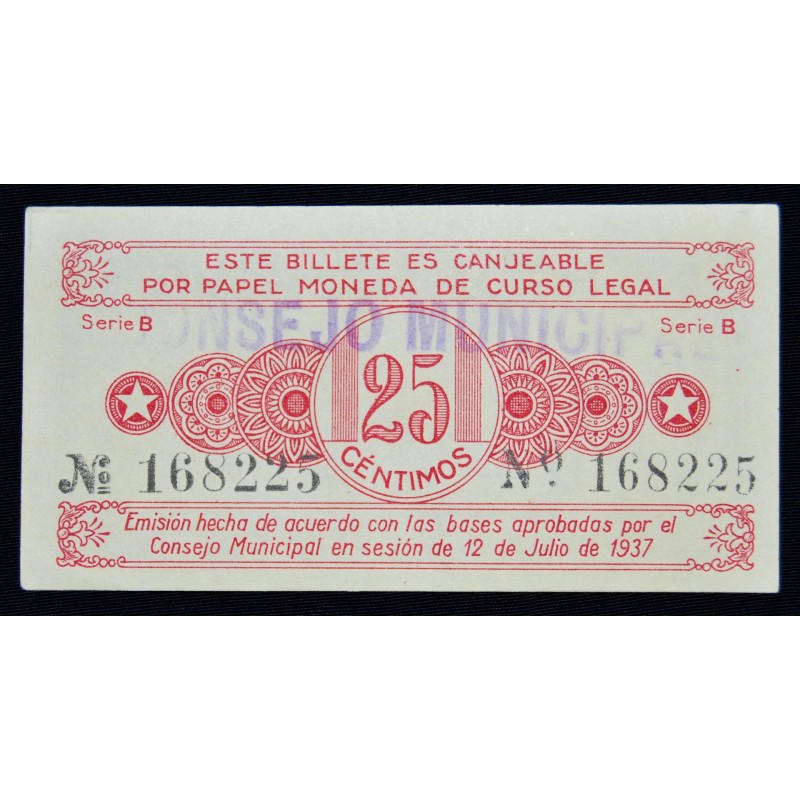 ESTE BILLETE ES CANJEABLE
POR PAPEL MONEDA DE CURSO LEGAL
CONSEJO MUNICIPAL
Serie B
Serie B
25
CÉNTIMOS
Nº 168225
Nº 168225
Emisión hecha de acuerdo con las bases aprobadas por el
Consejo Municipal en sesión de 12 de Julio de 1937